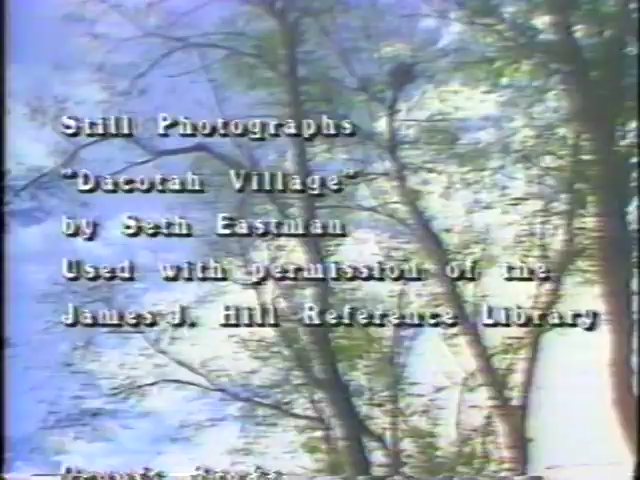 Still Photographs
"Dacotah Village"
by Seth Eastman
Used with permission of the
James J. Hill Reference Library